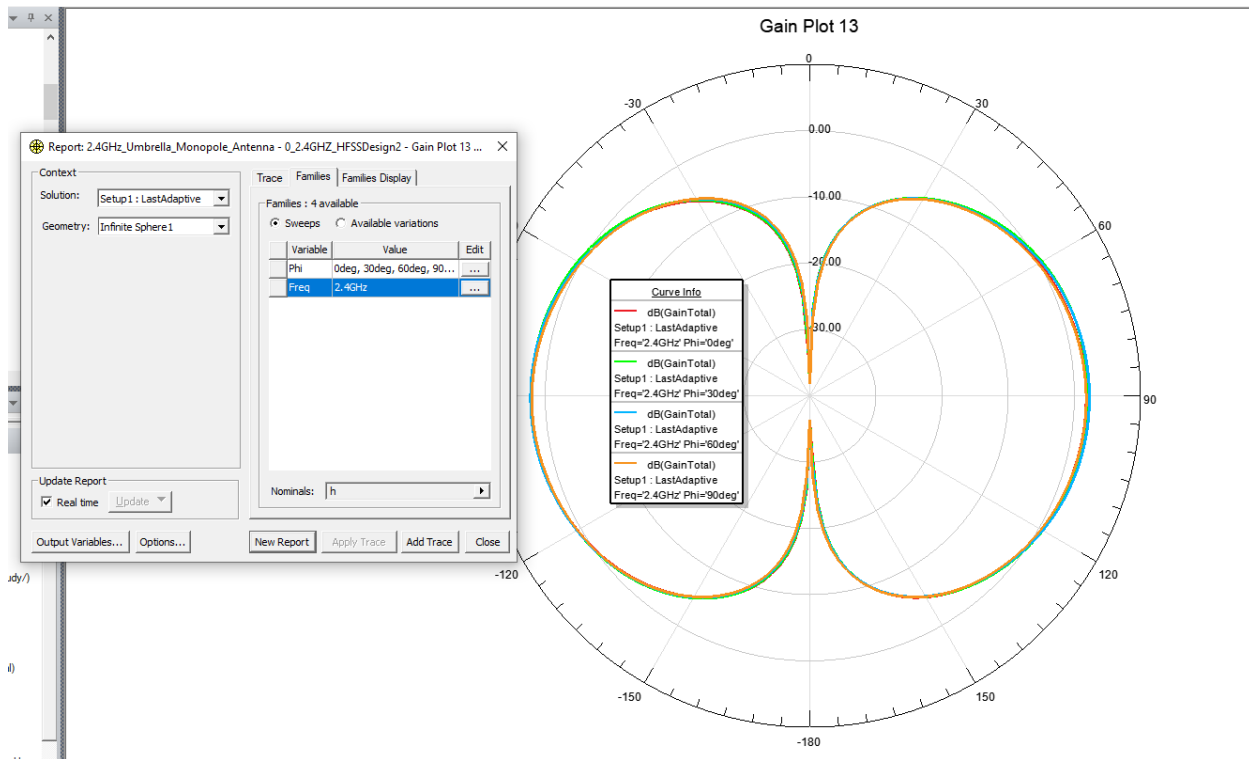 Gain Plot 13
Report: 2.4GHz_Umbrella_Monopole_Antenna - 0_2.4GHZ_HFSSDesign2 - Gain Plot 13 ...
Context
Solution: Setup1 : LastAdaptive
Geometry: Infinite Sphere1
Update Report
Real time Update
Output Variables... Options...
Trace Families Families Display
Families : 4 available
Sweeps Available variations
Variable Value Edit
Phi 0deg, 30deg, 60deg, 90... ...
Freq 2.4GHz ...
Nominals: h
New Report Apply Trace Add Trace Close
0
-30 30
0.00
-10.00
60
-20.00
-30.00
90
-120 120
-150 150
-180
Curve Info
dB(GainTotal)
Setup1 : LastAdaptive
Freq='2.4GHz' Phi='0deg'
dB(GainTotal)
Setup1 : LastAdaptive
Freq='2.4GHz' Phi='30deg'
dB(GainTotal)
Setup1 : LastAdaptive
Freq='2.4GHz' Phi='60deg'
dB(GainTotal)
Setup1 : LastAdaptive
Freq='2.4GHz' Phi='90deg'